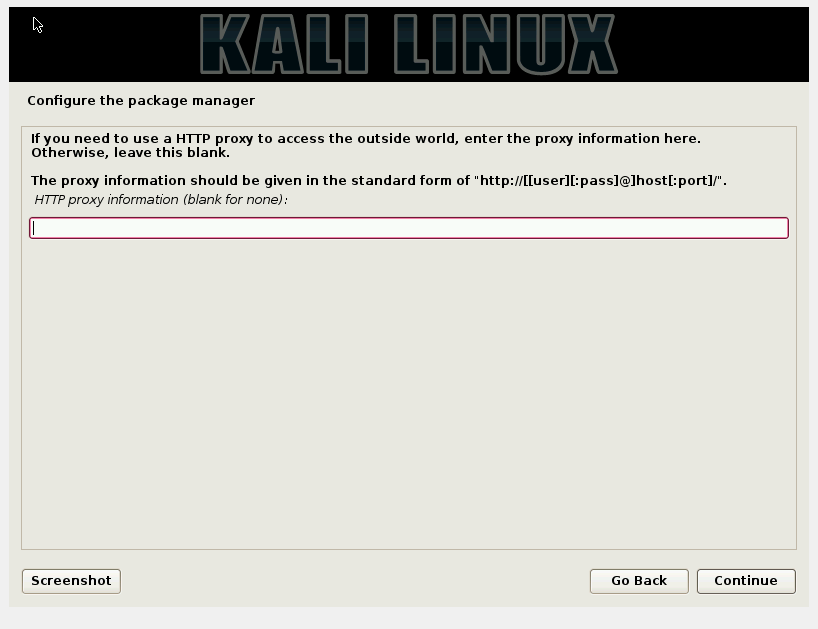 KALI LINUX
Configure the package manager
If you need to use a HTTP proxy to access the outside world, enter the proxy information here.
Otherwise, leave this blank.
The proxy information should be given in the standard form of "http://[[user][:pass]@]host[:port]/".
HTTP proxy information (blank for none):
Screenshot
Go Back
Continue